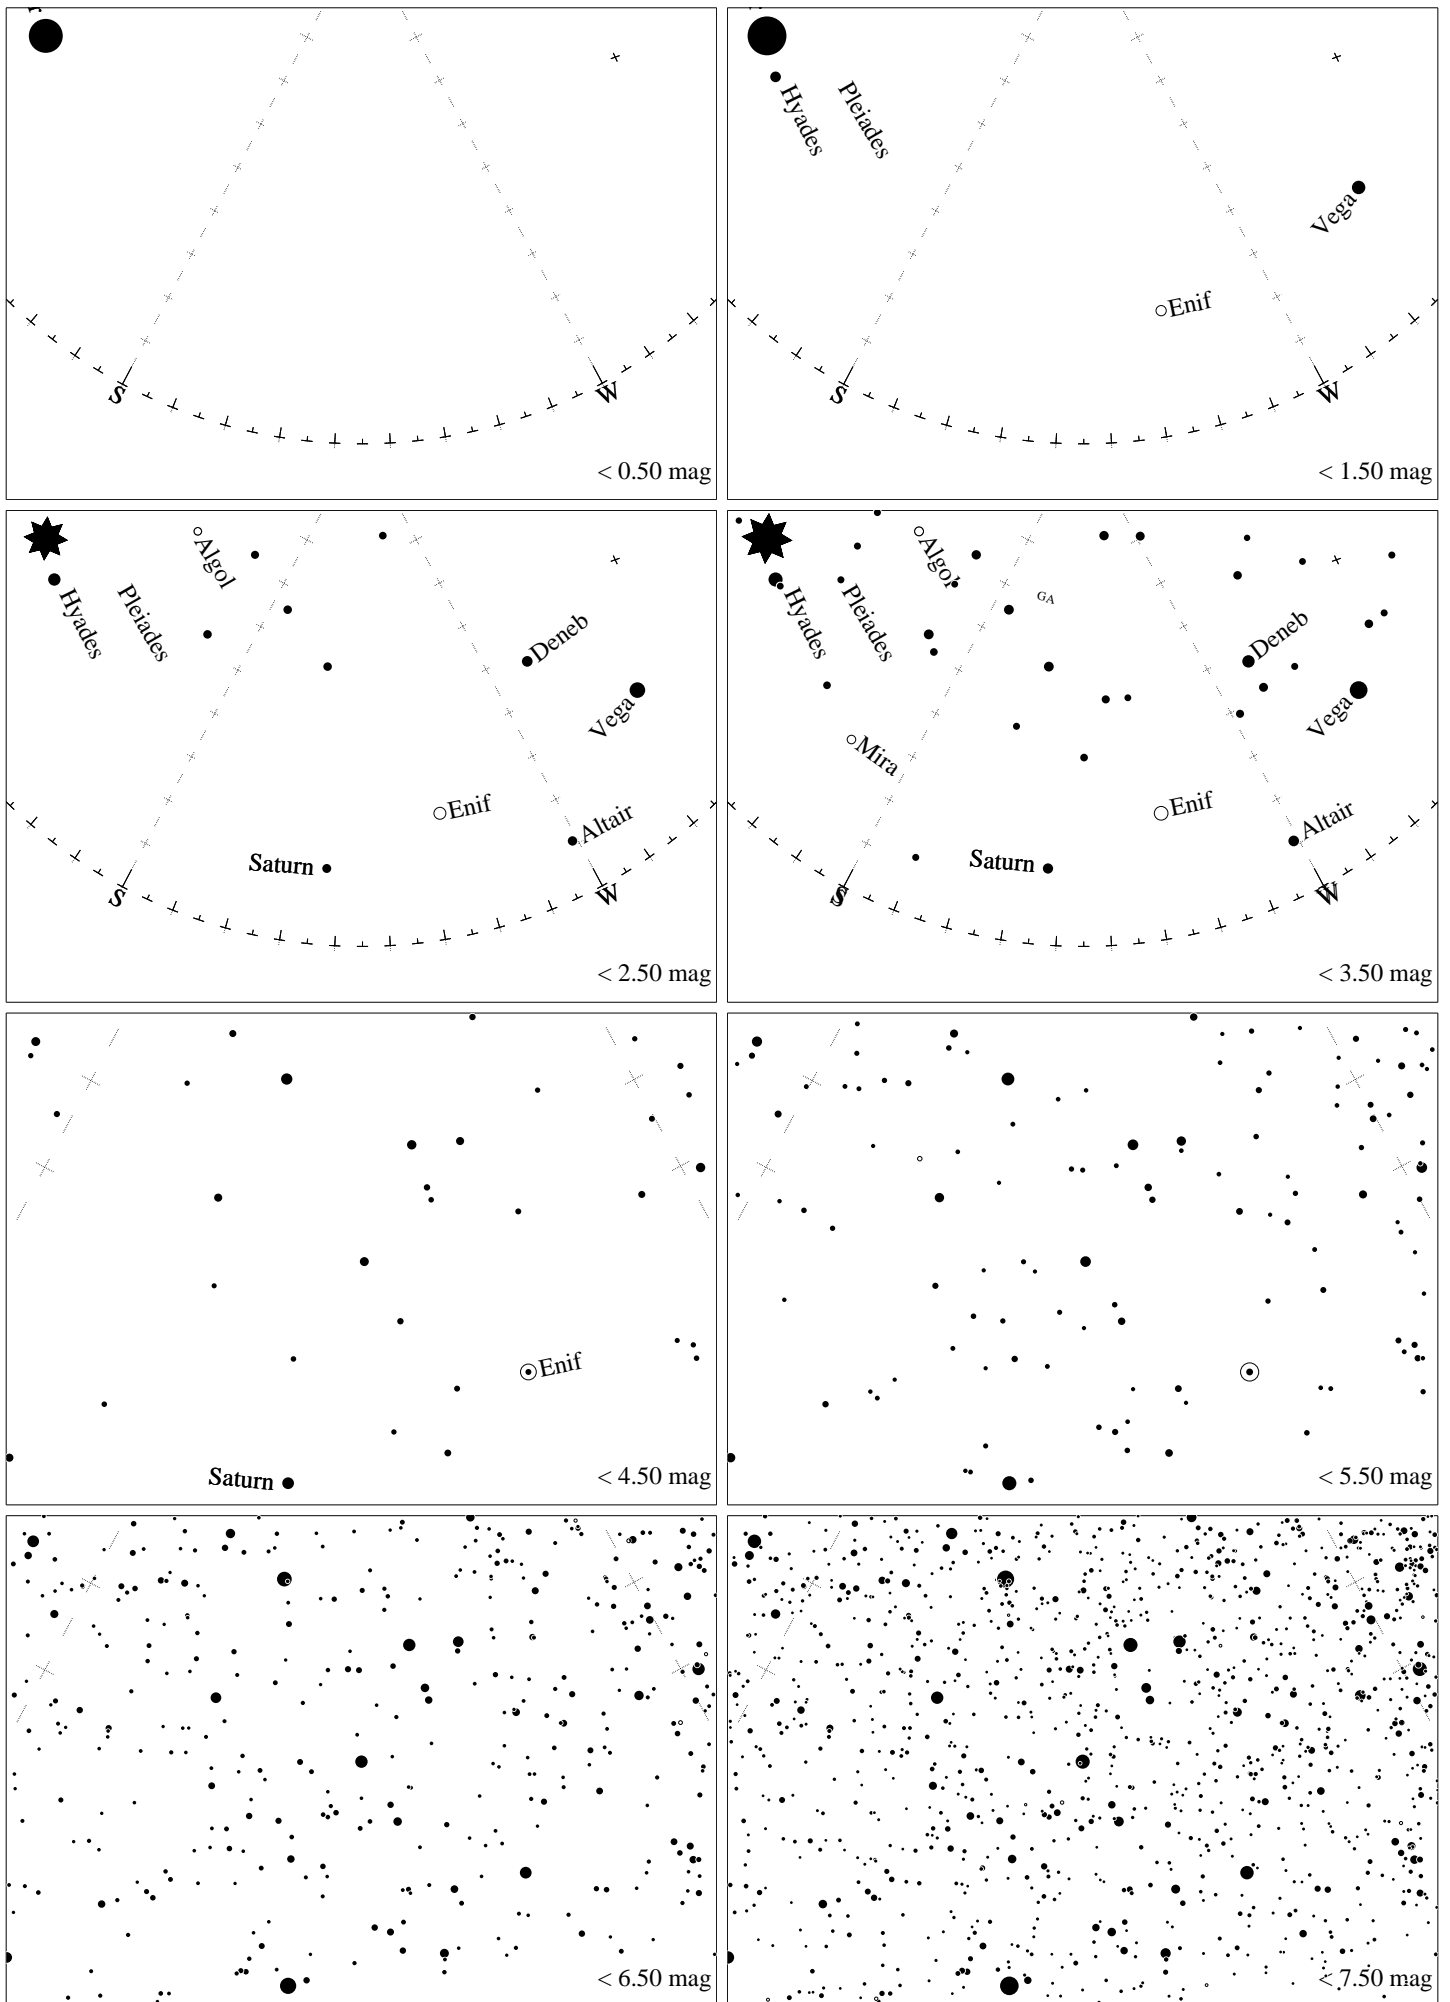 S
W
< 0.50 mag
Hyades
Pleiades
Vega
Enif
S
W
< 1.50 mag
Algol
Hyades
Pleiades
Deneb
Vega
Enif
Altair
Saturn
S
W
< 2.50 mag
Algol
GA
Hyades
Pleiades
Deneb
Vega
Mira
Enif
Altair
Saturn
S
W
< 3.50 mag
Enif
Saturn
< 4.50 mag
< 5.50 mag
< 6.50 mag
< 7.50 mag